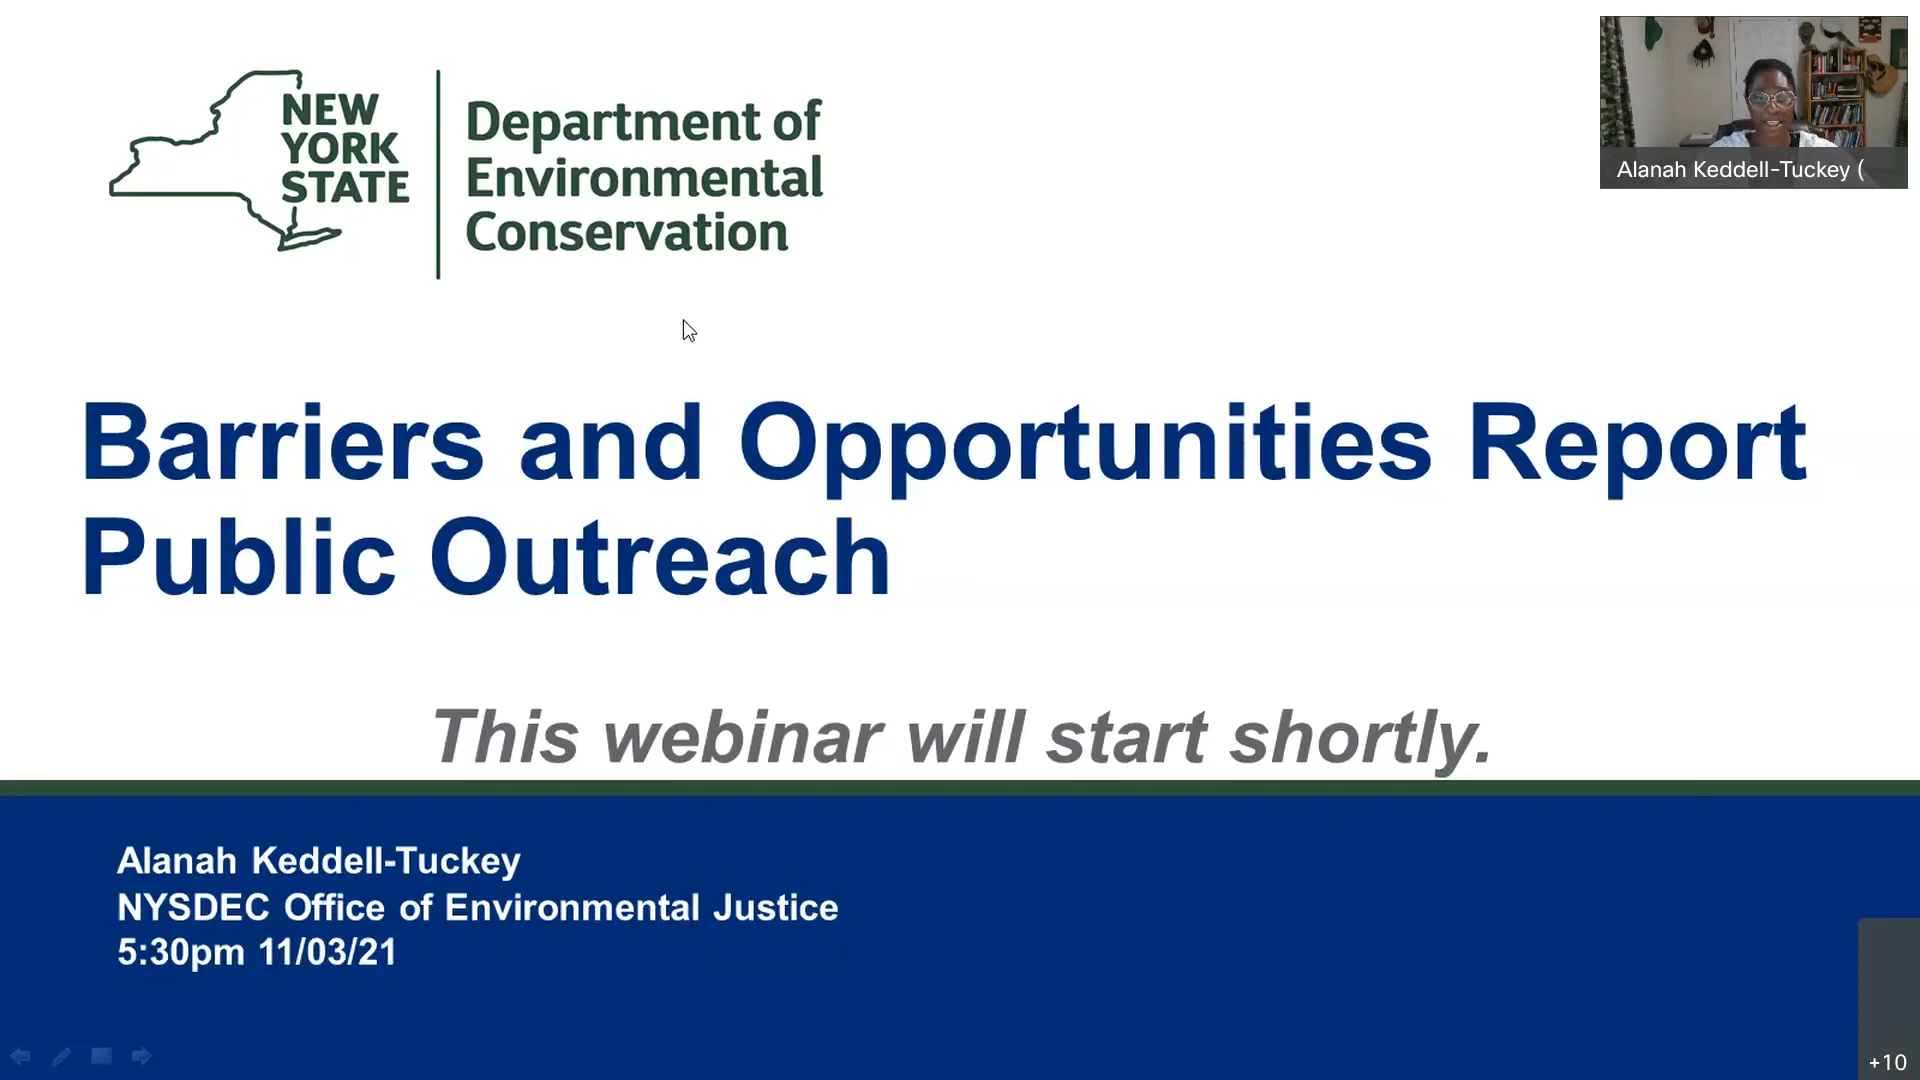 NEW
YORK
STATE
Department of
Environmental
Conservation
Alanah Keddell-Tuckey (
Barriers and Opportunities Report
Public Outreach
This webinar will start shortly.
Alanah Keddell-Tuckey
NYSDEC Office of Environmental Justice
5:30pm 11/03/21
+10